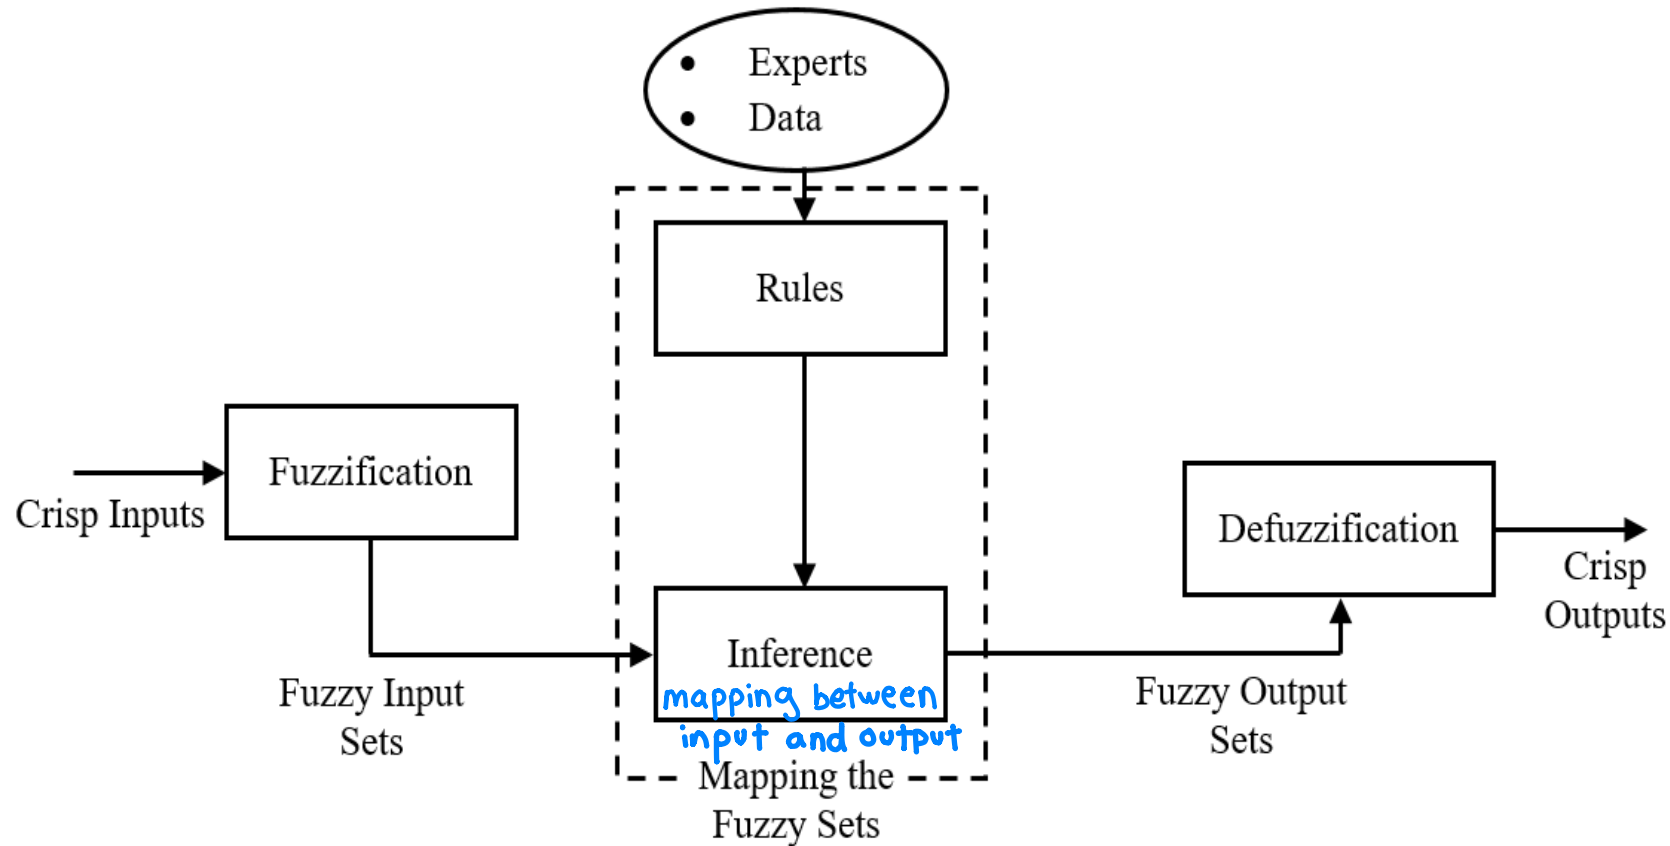 • Experts
• Data
Rules
Fuzzification
Crisp Inputs
Defuzzification
Crisp
Outputs
Inference
mapping between
input and output
Fuzzy Input
Sets
Fuzzy Output
Sets
Mapping the
Fuzzy Sets